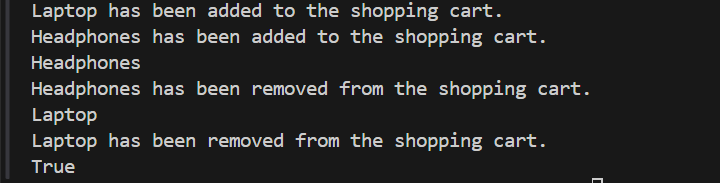 Laptop has been added to the shopping cart.
Headphones has been added to the shopping cart.
Headphones
Headphones has been removed from the shopping cart.
Laptop
Laptop has been removed from the shopping cart.
True